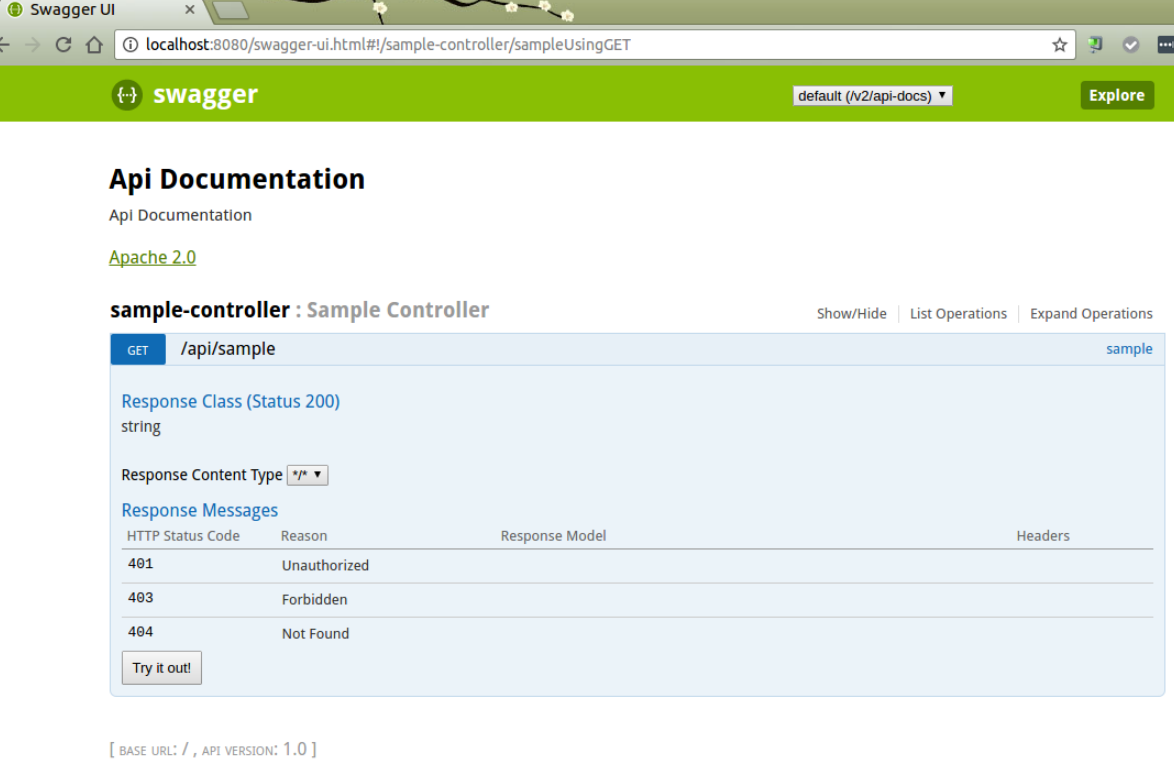 Swagger UI ×
localhost:8080/swagger-ui.html#!/sample-controller/sampleUsingGET
{···} swagger default (/v2/api-docs) ▼ Explore
Api Documentation
Api Documentation
Apache 2.0
sample-controller : Sample Controller Show/Hide List Operations Expand Operations
GET /api/sample sample
Response Class (Status 200)
string
Response Content Type */* ▼
Response Messages
HTTP Status Code Reason Response Model Headers
401 Unauthorized
403 Forbidden
404 Not Found
Try it out!
[ BASE URL: / , API VERSION: 1.0 ]